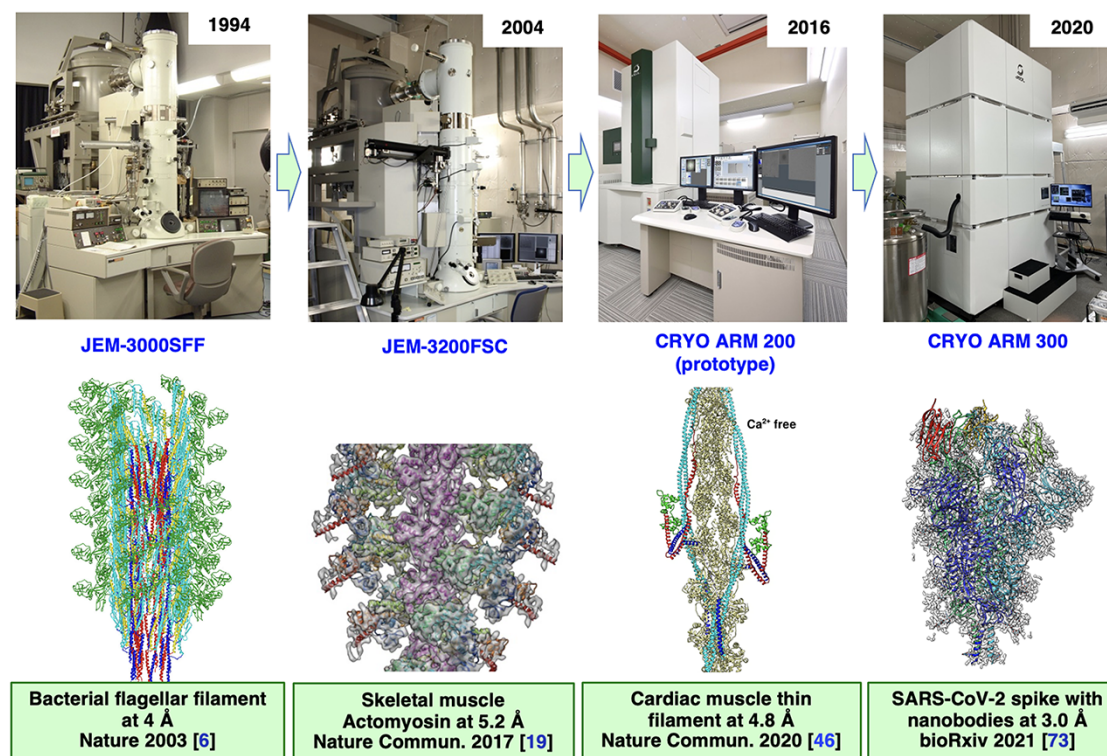 1994
2004
2016
2020
JEM-3000SFF
JEM-3200FSC
CRYO ARM 200
(prototype)
CRYO ARM 300
Ca²⁺ free
Bacterial flagellar filament
at 4 Å
Nature 2003 [6]
Skeletal muscle
Actomyosin at 5.2 Å
Nature Commun. 2017 [19]
Cardiac muscle thin
filament at 4.8 Å
Nature Commun. 2020 [46]
SARS-CoV-2 spike with
nanobodies at 3.0 Å
bioRxiv 2021 [73]